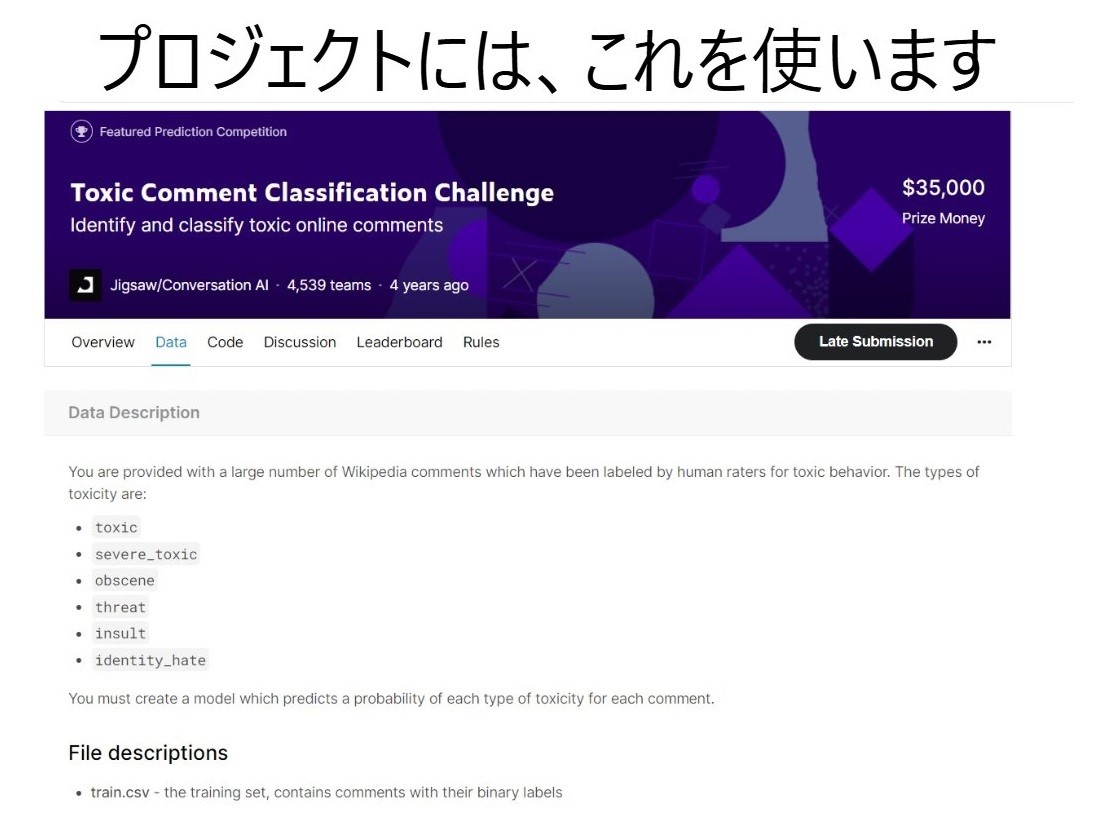 プロジェクトには、これを使います
Featured Prediction Competition
Toxic Comment Classification Challenge
$35,000
Identify and classify toxic online comments
Prize Money
Jigsaw/Conversation AI · 4,539 teams · 4 years ago
Overview Data Code Discussion Leaderboard Rules Late Submission ···
Data Description
You are provided with a large number of Wikipedia comments which have been labeled by human raters for toxic behavior. The types of
toxicity are:
• toxic
• severe_toxic
• obscene
• threat
• insult
• identity_hate
You must create a model which predicts a probability of each type of toxicity for each comment.
File descriptions
• train.csv - the training set, contains comments with their binary labels